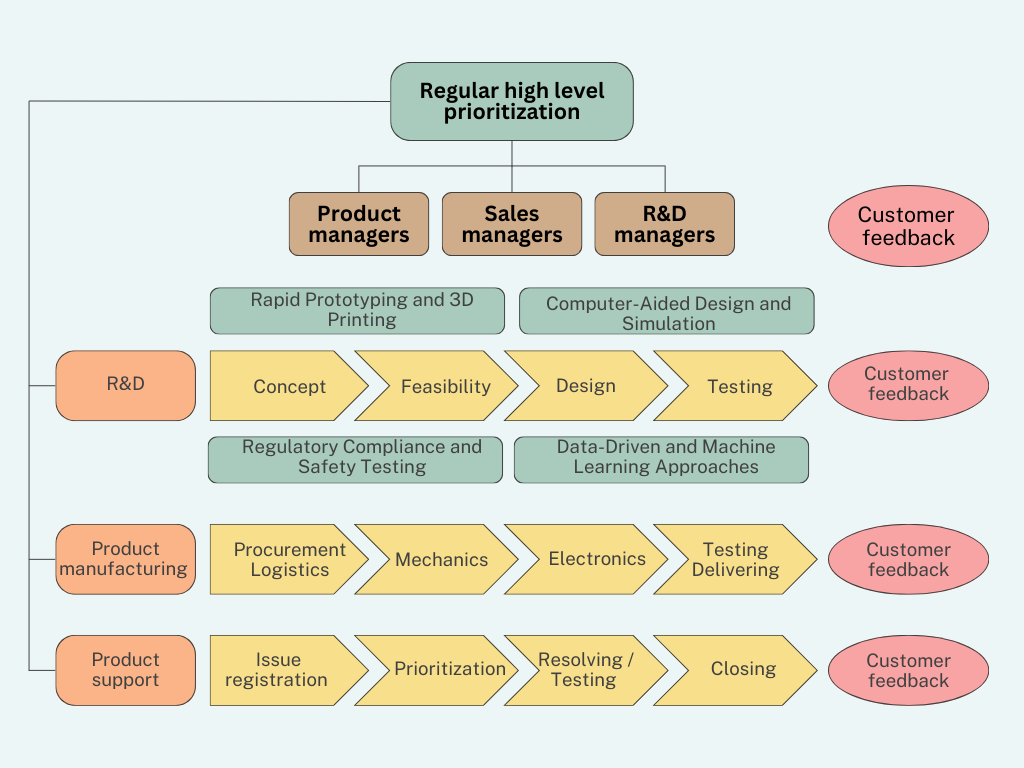 Regular high level
prioritization
Product
managers
Sales
managers
R&D
managers
Customer
feedback
Rapid Prototyping and 3D
Printing
Computer-Aided Design and
Simulation
R&D
Concept
Feasibility
Design
Testing
Customer
feedback
Regulatory Compliance and
Safety Testing
Data-Driven and Machine
Learning Approaches
Product
manufacturing
Procurement
Logistics
Mechanics
Electronics
Testing
Delivering
Customer
feedback
Product
support
Issue
registration
Prioritization
Resolving /
Testing
Closing
Customer
feedback